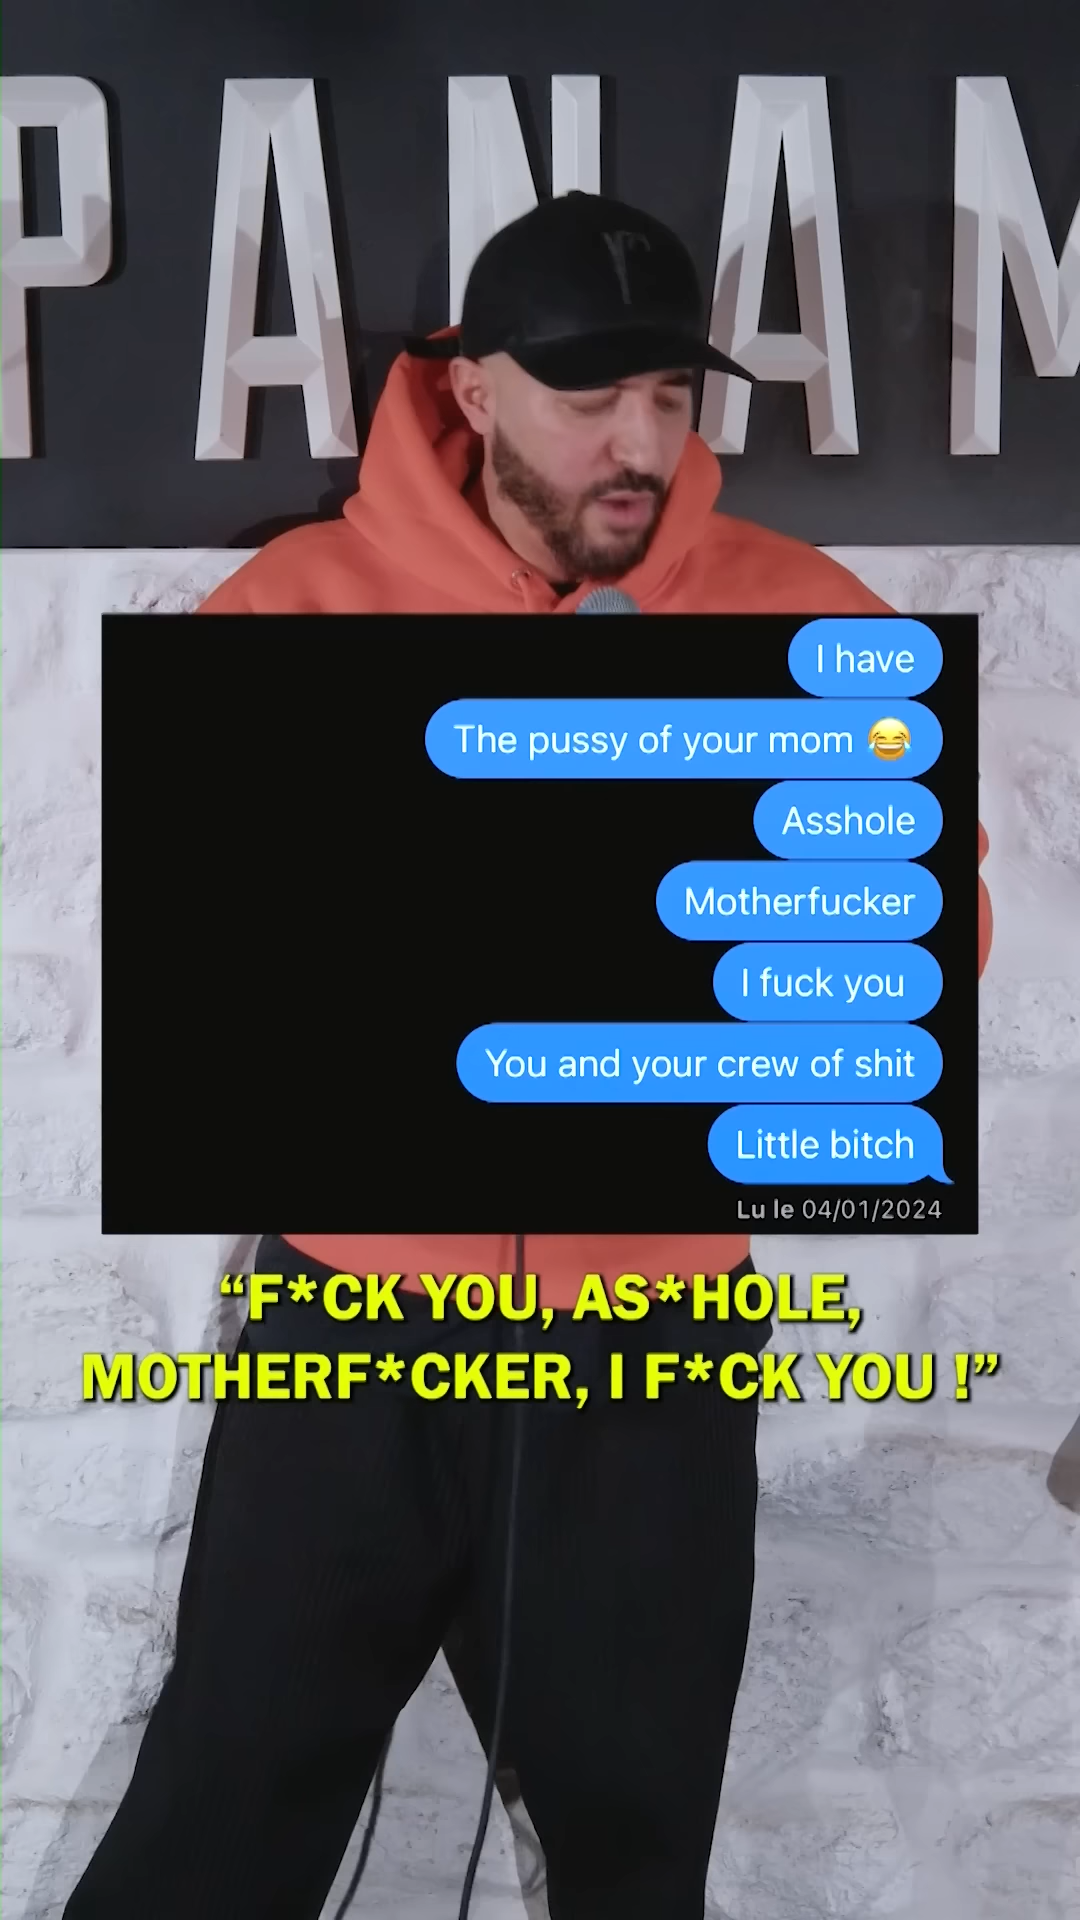 PANAM
I have
The pussy of your mom 😂
Asshole
Motherfucker
I fuck you
You and your crew of shit
Little bitch
Lu le 04/01/2024
“F*CK YOU, AS*HOLE,
MOTHERF*CKER, I F*CK YOU !”